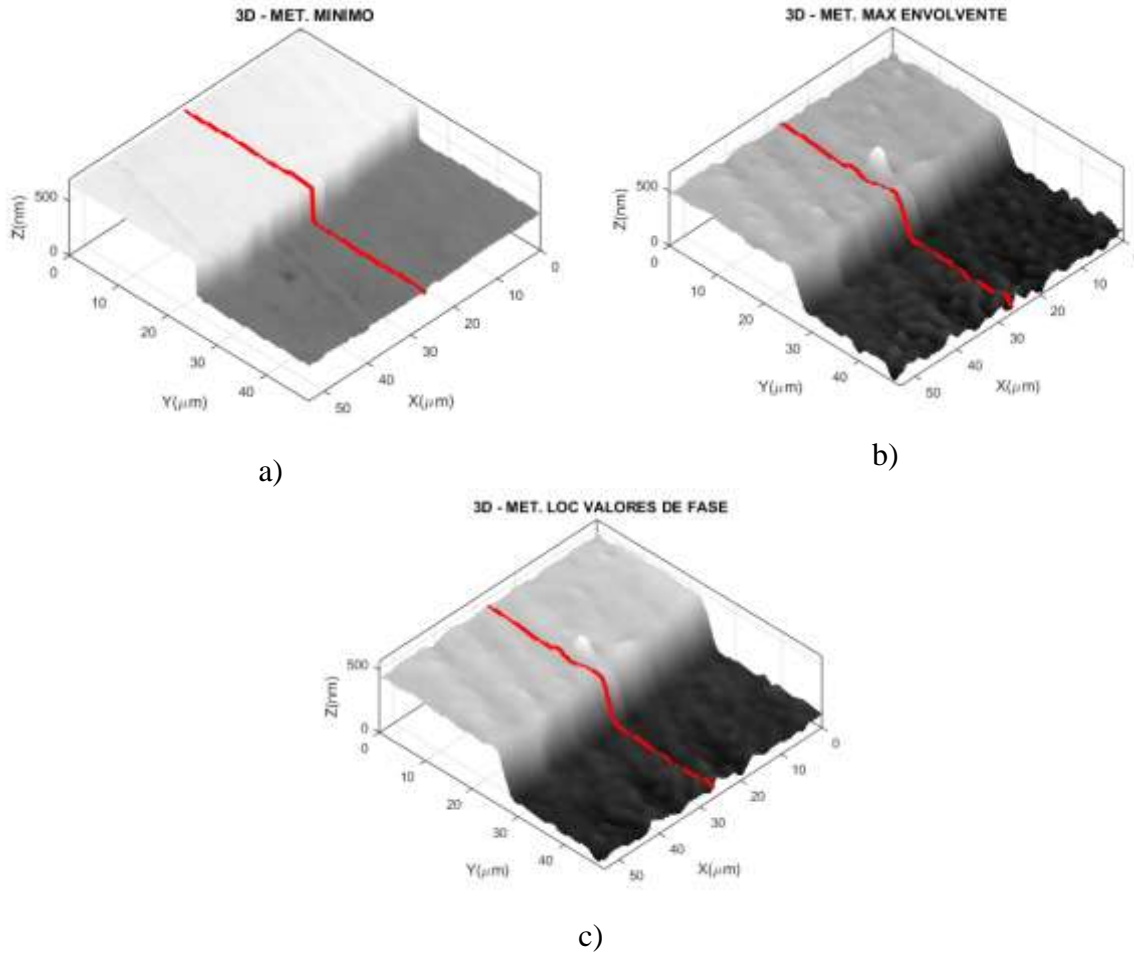 3D - MET. MINIMO
Z(nm)
500
0
0
10
20
30
40
Y(μm)
50
40
30
20
10
0
X(μm)
a)
3D - MET. MAX ENVOLVENTE
Z(nm)
500
0
0
10
20
30
40
Y(μm)
50
40
30
20
10
X(μm)
b)
3D - MET. LOC VALORES DE FASE
Z(nm)
500
0
0
10
20
30
40
Y(μm)
50
40
30
20
10
0
X(μm)
c)